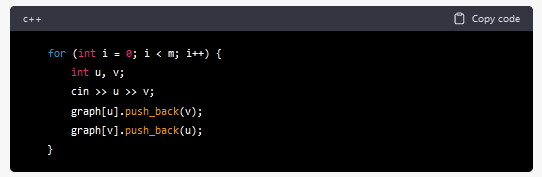 c++ Copy code
for (int i = 0; i < m; i++) {
    int u, v;
    cin >> u >> v;
    graph[u].push_back(v);
    graph[v].push_back(u);
}